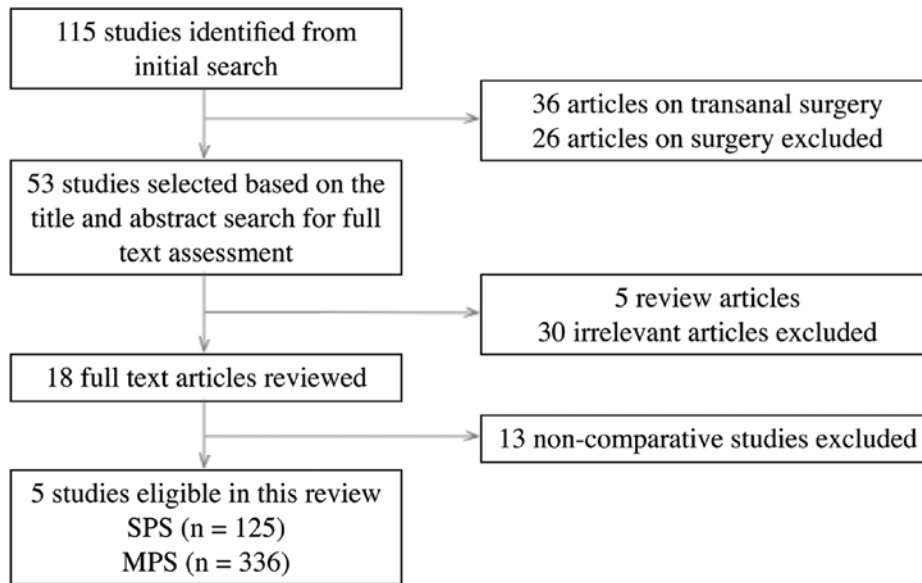 115 studies identified from
initial search
36 articles on transanal surgery
26 articles on surgery excluded
53 studies selected based on the
title and abstract search for full
text assessment
5 review articles
30 irrelevant articles excluded
18 full text articles reviewed
13 non-comparative studies excluded
5 studies eligible in this review
SPS (n = 125)
MPS (n = 336)